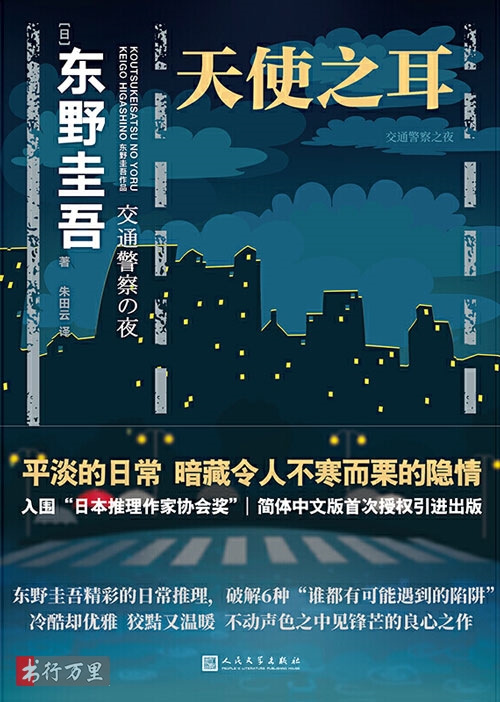 天使之耳
交通警察之夜
[日]
东野圭吾
著
朱田云 译
KOUTSUKEISATSU NO YORU
KEIGO HIGASHINO 东野圭吾作品
交通警察の夜
平淡的日常 暗藏令人不寒而栗的隐情
入围“日本推理作家协会奖”| 简体中文版首次授权引进出版
东野圭吾精彩的日常推理，破解6种“谁都有可能遇到的陷阱”
冷酷却优雅 狡黠又温暖 不动声色之中见锋芒的良心之作
书行万里
人民文学出版社
PEOPLE'S LITERATURE PUBLISHING HOUSE